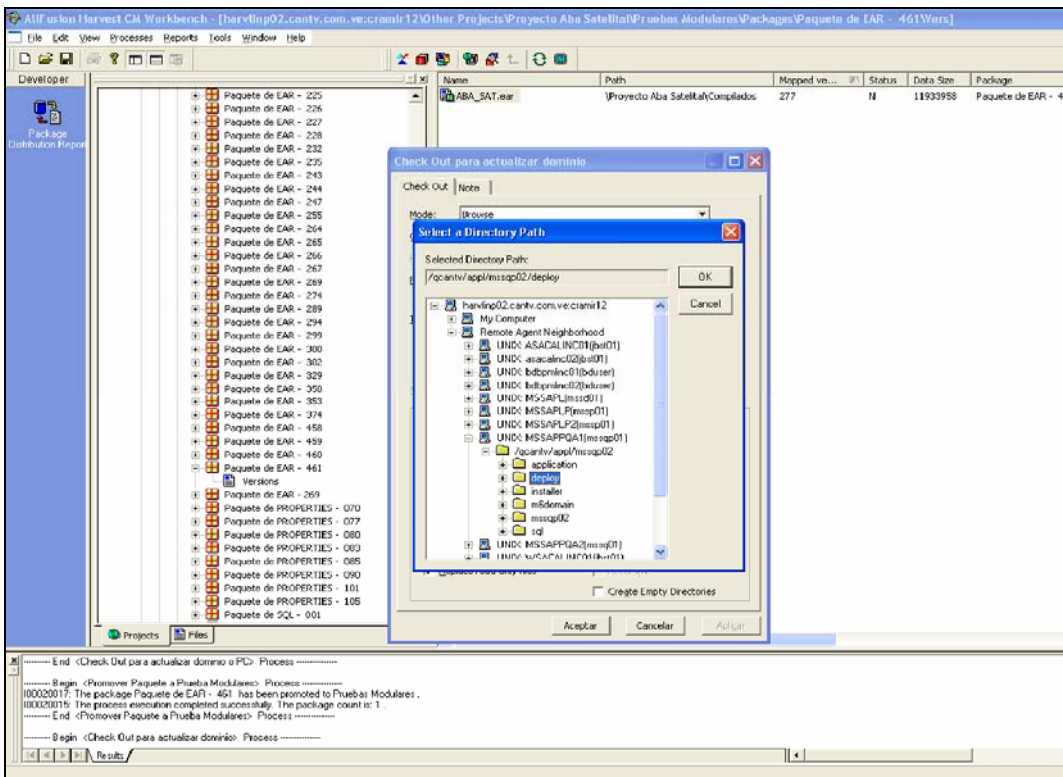 AllFusion Harvest CM Workbench - [harvlinp02.cantv.com.ve:cramir12\Other Projects\Proyecto Aba Satelital\Pruebas Modulares\Packages\Paquete de EAR - 461\Vers]
File Edit View Processes Reports Tools Window Help
Developer
Package
Distribution Report
Paquete de EAR - 225
Paquete de EAR - 226
Paquete de EAR - 227
Paquete de EAR - 228
Paquete de EAR - 232
Paquete de EAR - 235
Paquete de EAR - 243
Paquete de EAR - 244
Paquete de EAR - 247
Paquete de EAR - 255
Paquete de EAR - 264
Paquete de EAR - 265
Paquete de EAR - 266
Paquete de EAR - 267
Paquete de EAR - 269
Paquete de EAR - 274
Paquete de EAR - 289
Paquete de EAR - 294
Paquete de EAR - 299
Paquete de EAR - 300
Paquete de EAR - 302
Paquete de EAR - 329
Paquete de EAR - 350
Paquete de EAR - 353
Paquete de EAR - 374
Paquete de EAR - 458
Paquete de EAR - 459
Paquete de EAR - 460
Paquete de EAR - 461
Versions
Paquete de EAR -269
Paquete de PROPERTIES - 070
Paquete de PROPERTIES - 077
Paquete de PROPERTIES - 080
Paquete de PROPERTIES - 083
Paquete de PROPERTIES - 085
Paquete de PROPERTIES - 090
Paquete de PROPERTIES - 101
Paquete de PROPERTIES - 105
Paquete de SQL - 001
Projects Files
Name Path Mapped ve... Status Data Size Package
ABA_SAT.ear \Proyecto Aba Satelital\Compilados 277 N 11933958 Paquete de EAR - 4
Check Out para actualizar dominio
Check Out Note
Mode: Browse
Select a Directory Path
Selected Directory Path:
/qcantv/appl/mssqp02/deploy
OK
Cancel
harvlinp02.cantv.com.ve:cramir12
My Computer
Remote Agent Neighborhood
UNIX: ASACALINC01(jbst01)
UNIX: asacalinc02(jbst01)
UNIX: bdbpmlinc01(bduser)
UNIX: bdbpmlinc02(bduser)
UNIX: MSSAPL(mssd01)
UNIX: MSSAPLP(mssp01)
UNIX: MSSAPLP2(mssp01)
UNIX: MSSAPPQA1(mssqp01)
/qcantv/appl/mssqp02
application
deploy
installer
m6domain
mssqp02
sql
UNIX: MSSAPPQA2(mssq01)
Create Empty Directories
Aceptar Cancelar Aplicar
---------- End <Check Out para actualizar dominio o PC> Process ---------------
---------- Begin <Promover Paquete a Prueba Modulares> Process ---------------
I00020017: The package Paquete de EAR - 461 has been promoted to Pruebas Modulares .
I00020015: The process execution completed successfully. The package count is: 1 .
---------- End <Promover Paquete a Prueba Modulares> Process ---------------
---------- Begin <Check Out para actualizar dominio> Process ---------------
Results